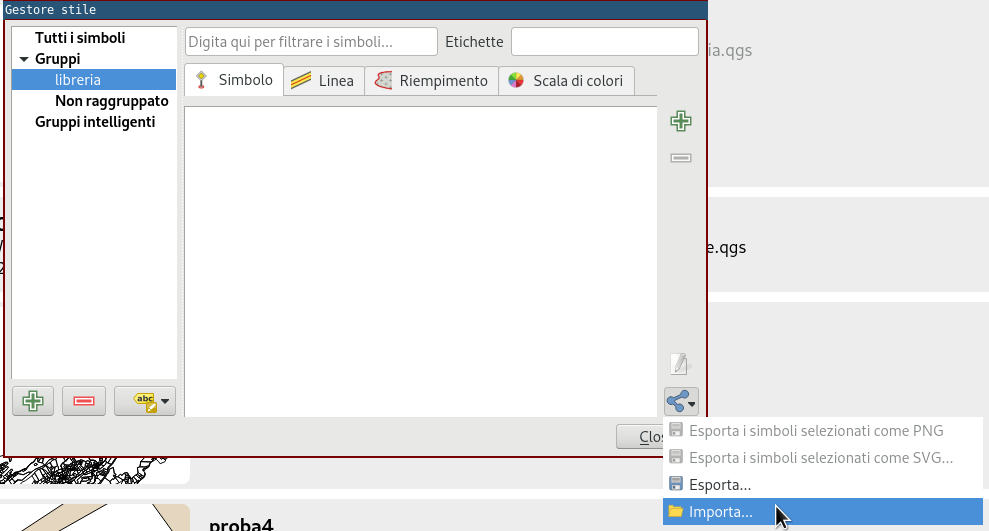 Gestore stile
Tutti i simboli
Gruppi
libreria
Non raggruppato
Gruppi intelligenti
Digita qui per filtrare i simboli...
Etichette
Simbolo
Linea
Riempimento
Scala di colori
abc
Clos
Esporta i simboli selezionati come PNG
Esporta i simboli selezionati come SVG...
Esporta...
Importa...
ia.qgs
e.qgs
proba4